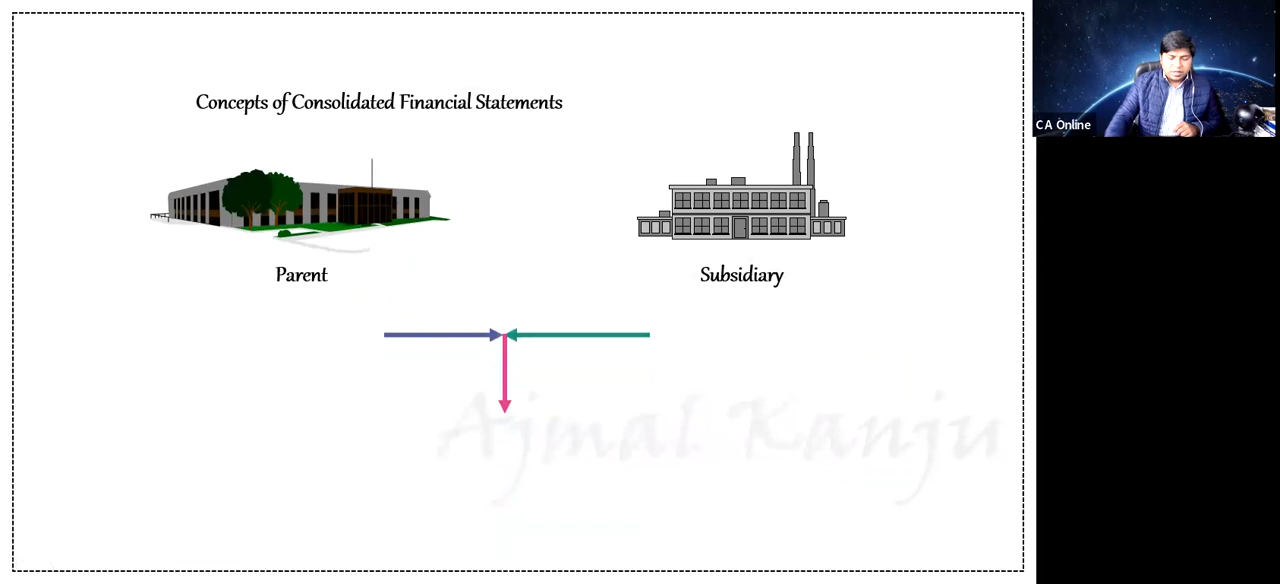 Concepts of Consolidated Financial Statements
CA Online
Parent
Subsidiary
Ajmal Kanju